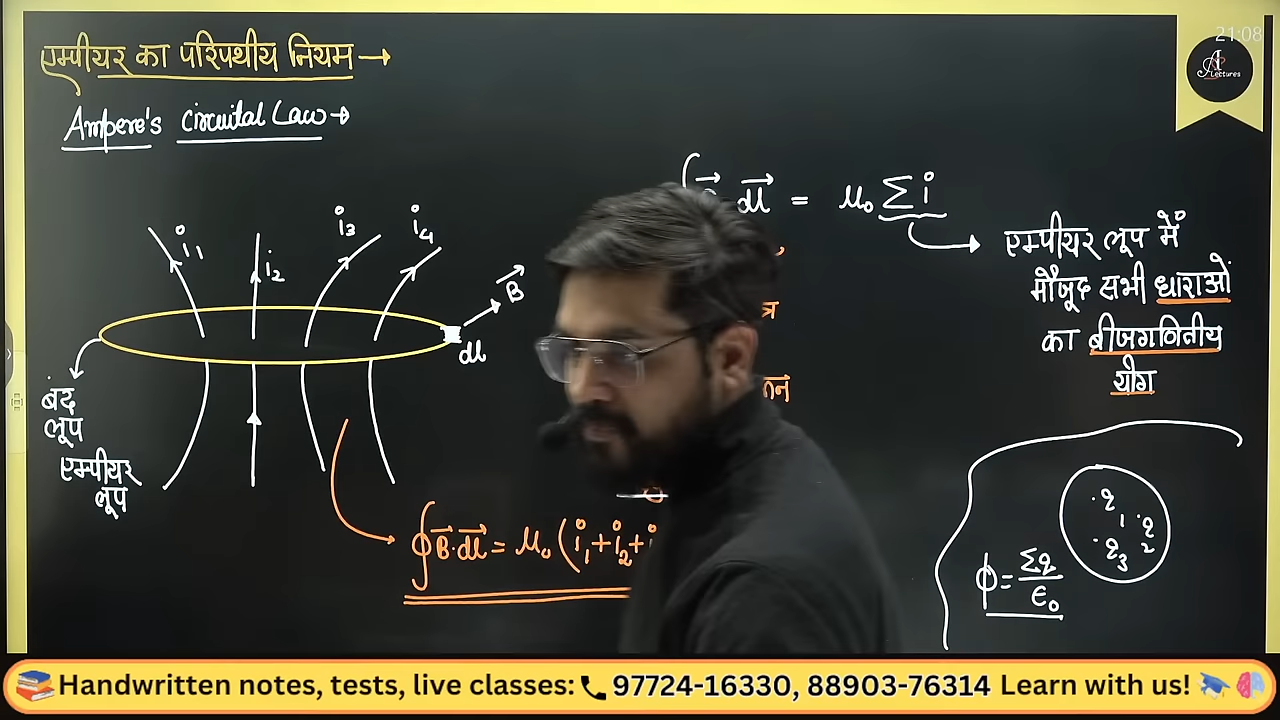 एम्पीयर का परिपथीय नियम →
Ampere's circuital Law →
21:08
A Lectures
dl = μ₀ Σi
एम्पीयर लूप में
मौजूद सभी धाराओं
का बीजगणितीय
योग
i₁
i₂
i₃
i₄
B
dl
बंद
लूप
एम्पीयर
लूप
∮B·dl = μ₀ (i₁+i₂+i
q₁
q₂
q₃
ϕ = Σq/ϵ₀
Handwritten notes, tests, live classes: 97724-16330, 88903-76314 Learn with us!